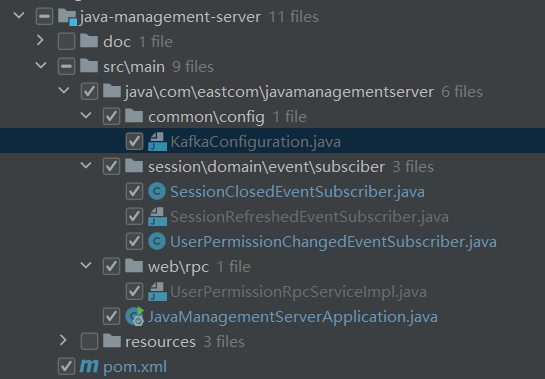 java-management-server 11 files
doc 1 file
src\main 9 files
java\com\eastcom\javamanagementserver 6 files
common\config 1 file
KafkaConfiguration.java
session\domain\event\subsciber 3 files
SessionClosedEventSubscriber.java
SessionRefreshedEventSubscriber.java
UserPermissionChangedEventSubscriber.java
web\rpc 1 file
UserPermissionRpcServiceImpl.java
JavaManagementServerApplication.java
resources 3 files
pom.xml